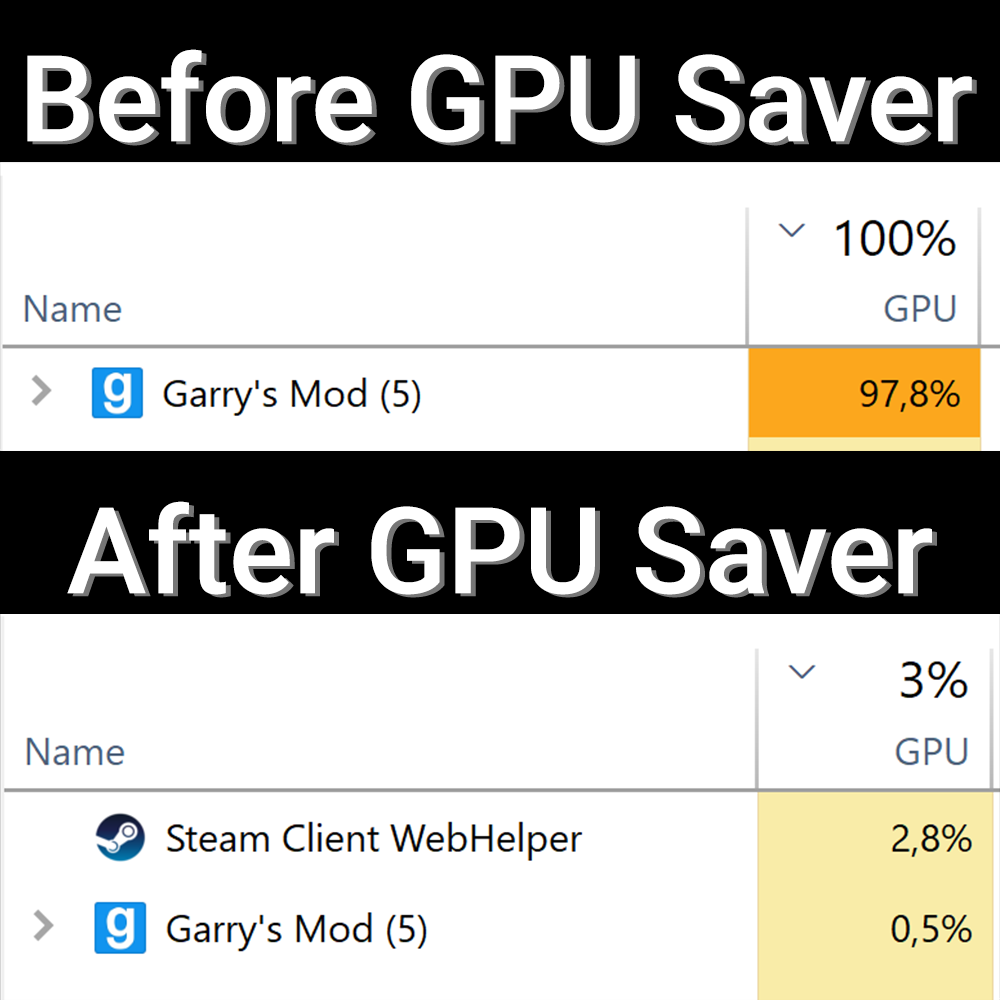 Before GPU Saver
100%
Name GPU
g Garry's Mod (5) 97,8%
After GPU Saver
3%
Name GPU
Steam Client WebHelper 2,8%
g Garry's Mod (5) 0,5%